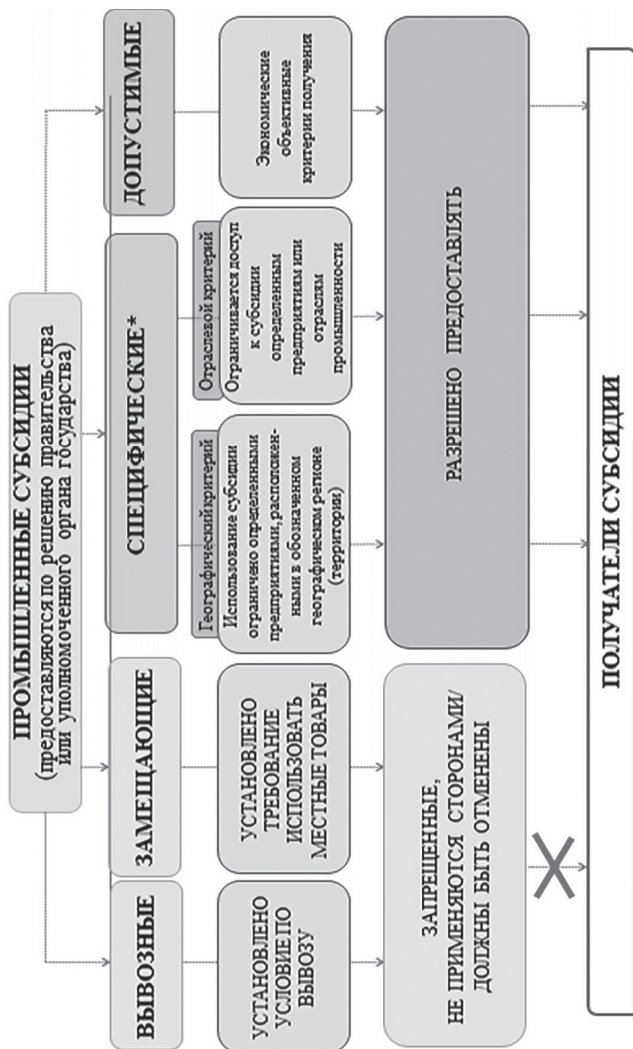 ПРОМЫШЛЕННЫЕ СУБСИДИИ
(предоставляются по решению правительства
или уполномоченного органа государства)
ВЫВОЗНЫЕ
ЗАМЕЩАЮЩИЕ
СПЕЦИФИЧЕСКИЕ*
ДОПУСТИМЫЕ
УСТАНОВЛЕНО
УСЛОВИЕ ПО
ВЫВОЗУ
УСТАНОВЛЕНО
ТРЕБОВАНИЕ
ИСПОЛЬЗОВАТЬ
МЕСТНЫЕ ТОВАРЫ
Географический критерий
Использование субсидии
ограничено определенными
предприятиями, расположен-
ными в обозначенном
географическом регионе
(территории)
Отраслевой критерий
Ограничивается доступ
к субсидии
определенным
предприятиям или
отраслям
промышленности
Экономические
объективные
критерии получения
ЗАПРЕЩЕННЫЕ,
НЕ ПРИМЕНЯЮТСЯ СТОРОНАМИ/
ДОЛЖНЫ БЫТЬ ОТМЕНЕНЫ
РАЗРЕШЕНО ПРЕДОСТАВЛЯТЬ
ПОЛУЧАТЕЛИ СУБСИДИИ